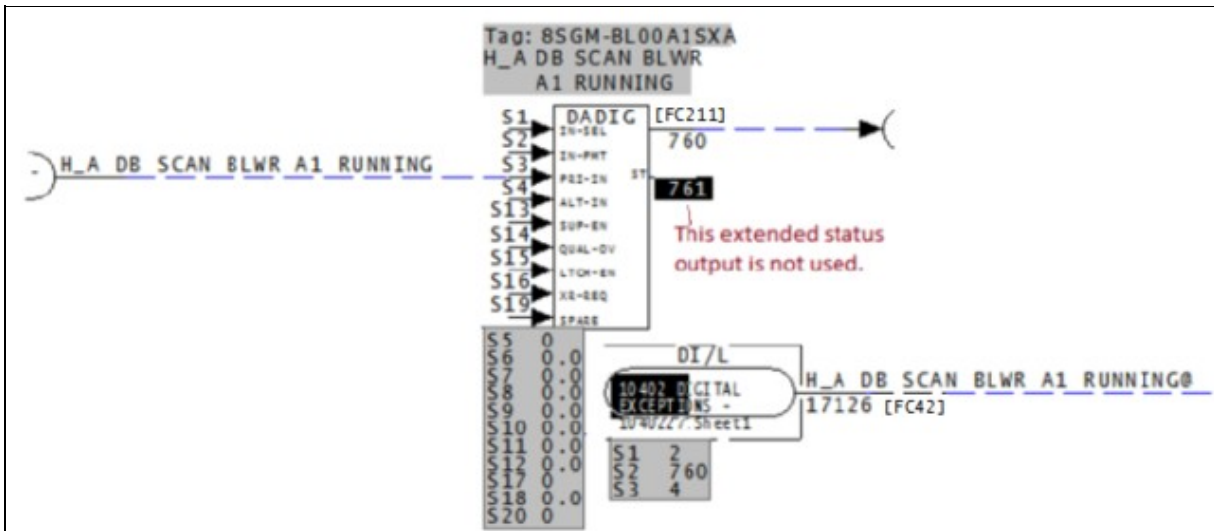 Tag: 8SGM-BL00A1SXA
H_A DB SCAN BLWR
A1 RUNNING
S1
S2
S3
S4
S13
S14
S15
S16
S19
DADIG
IN-SEL
IN-PMT
PRI-IN
ALT-IN
SUP-EN
QUAL-OV
LTCH-EN
XR-REQ
SPARE
ST
[FC211]
760
761
This extended status
output is not used.
-
H_A DB SCAN BLWR A1 RUNNING
S5 0
S6 0.0
S7 0.0
S8 0.0
S9 0.0
S10 0.0
S11 0.0
S12 0.0
S17 0
S18 0.0
S20 0
DI/L
10402 DIGITAL
EXCEPTIONS -
Sheet1
H_A DB SCAN BLWR A1 RUNNING@
17126 [FC42]
S1 2
S2 760
S3 4